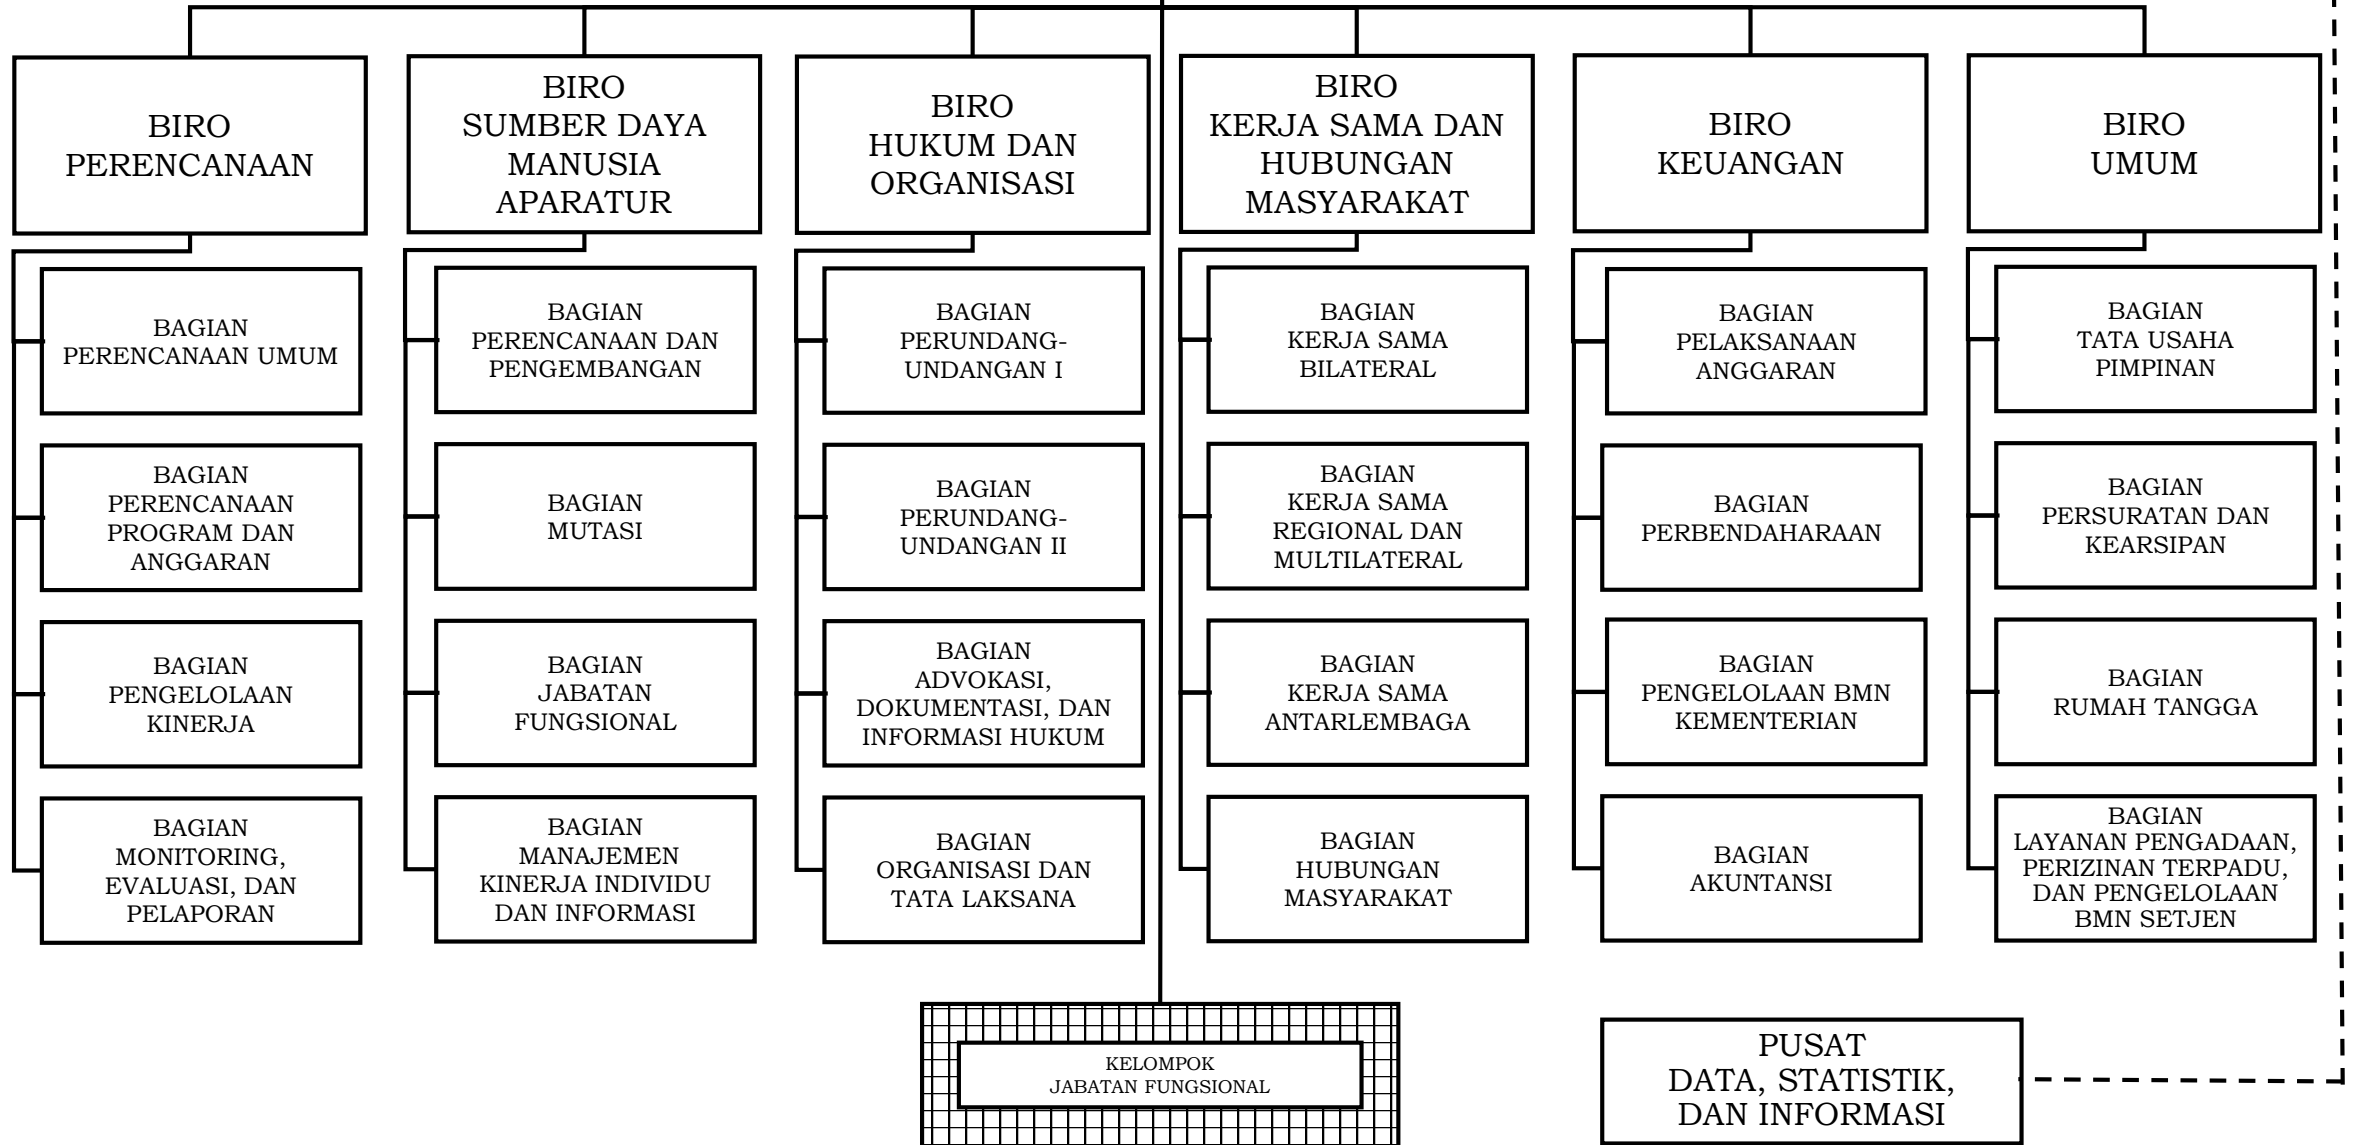 BIRO
PERENCANAAN
BIRO
SUMBER DAYA
MANUSIA
APARATUR
BIRO
HUKUM DAN
ORGANISASI
BIRO
KERJA SAMA DAN
HUBUNGAN
MASYARAKAT
BIRO
KEUANGAN
BIRO
UMUM
BAGIAN
PERENCANAAN UMUM
BAGIAN
PERENCANAAN DAN
PENGEMBANGAN
BAGIAN
PERUNDANG-
UNDANGAN I
BAGIAN
KERJA SAMA
BILATERAL
BAGIAN
PELAKSANAAN
ANGGARAN
BAGIAN
TATA USAHA
PIMPINAN
BAGIAN
PERENCANAAN
PROGRAM DAN
ANGGARAN
BAGIAN
MUTASI
BAGIAN
PERUNDANG-
UNDANGAN II
BAGIAN
KERJA SAMA
REGIONAL DAN
MULTILATERAL
BAGIAN
PERBENDAHARAAN
BAGIAN
PERSURATAN DAN
KEARSIPAN
BAGIAN
PENGELOLAAN
KINERJA
BAGIAN
JABATAN
FUNGSIONAL
BAGIAN
ADVOKASI,
DOKUMENTASI, DAN
INFORMASI HUKUM
BAGIAN
KERJA SAMA
ANTARLEMBAGA
BAGIAN
PENGELOLAAN BMN
KEMENTERIAN
BAGIAN
RUMAH TANGGA
BAGIAN
MONITORING,
EVALUASI, DAN
PELAPORAN
BAGIAN
MANAJEMEN
KINERJA INDIVIDU
DAN INFORMASI
BAGIAN
ORGANISASI DAN
TATA LAKSANA
BAGIAN
HUBUNGAN
MASYARAKAT
BAGIAN
AKUNTANSI
BAGIAN
LAYANAN PENGADAAN,
PERIZINAN TERPADU,
DAN PENGELOLAAN
BMN SETJEN
KELOMPOK
JABATAN FUNGSIONAL
PUSAT
DATA, STATISTIK,
DAN INFORMASI